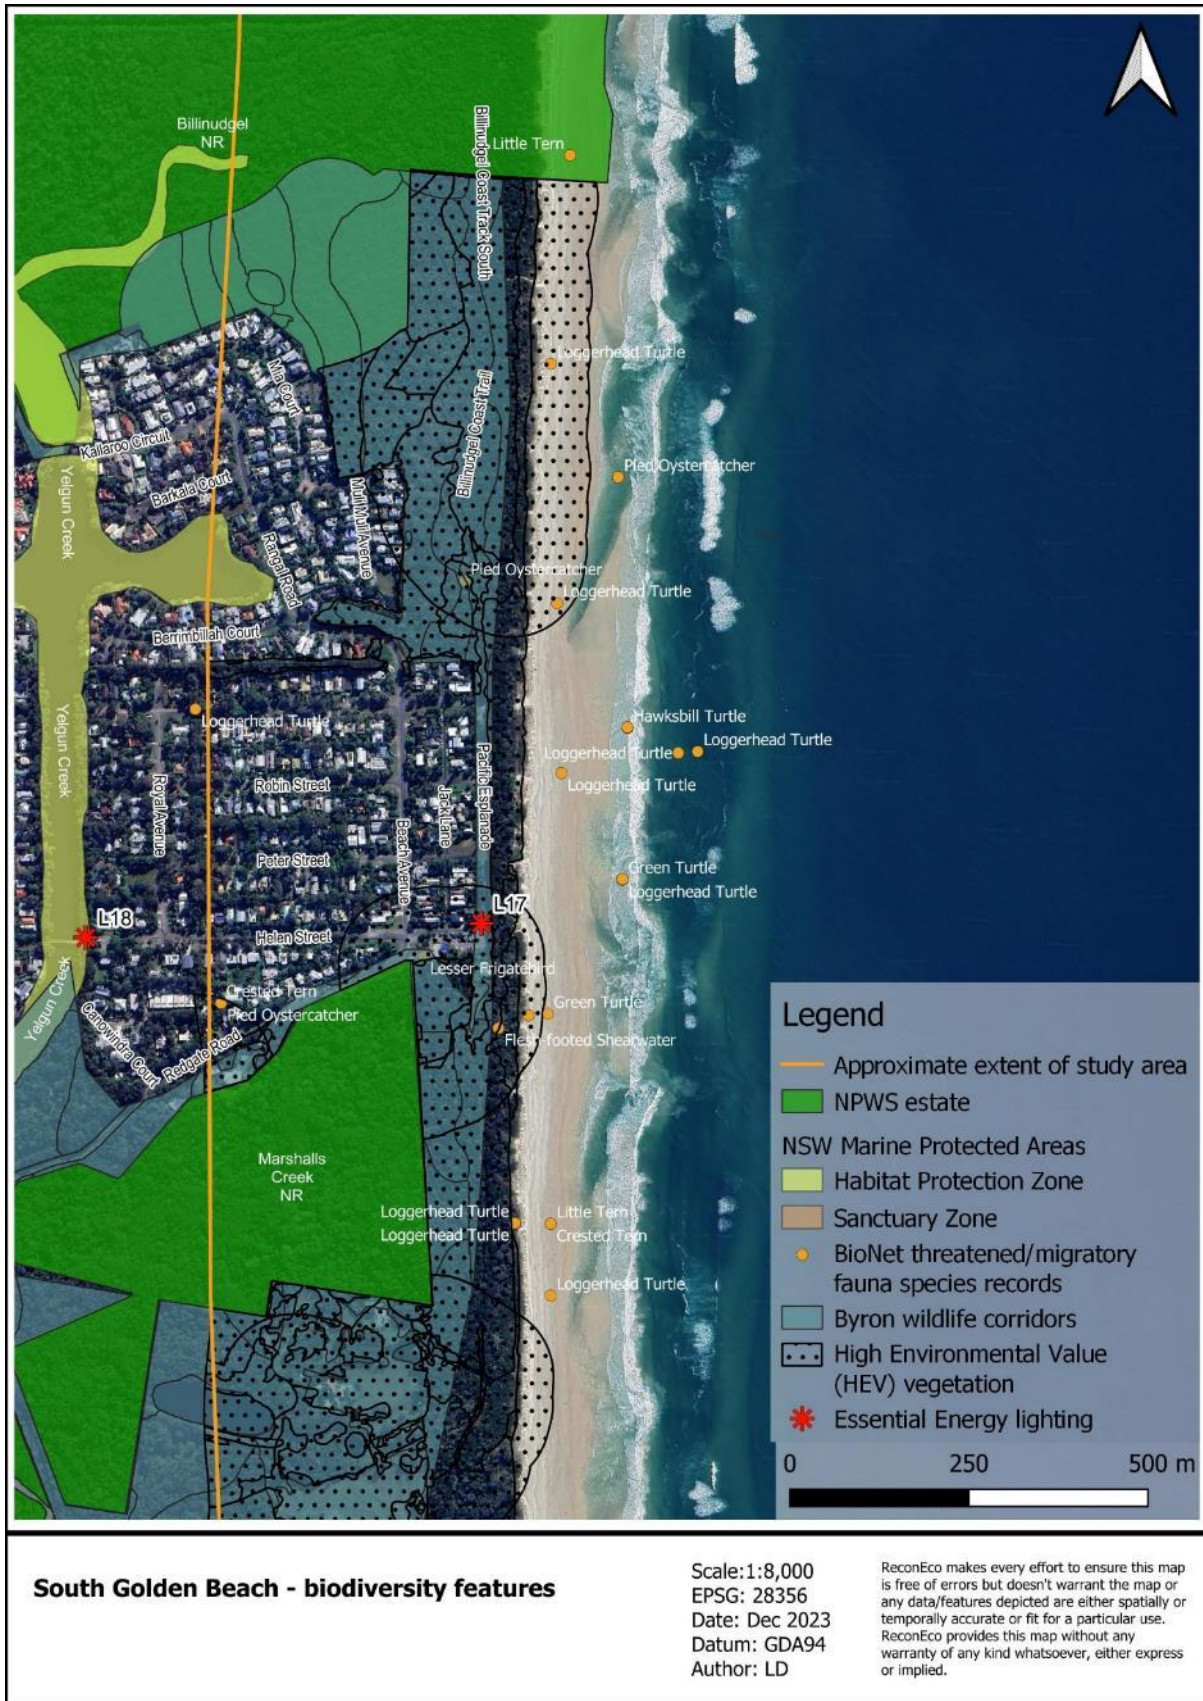 Billinudgel
NR
Little Tern
Billinudgel Coast Track South
Loggerhead Turtle
Mia Court
Billinudgel Coast Trail
Kallaroo Circuit
Pied Oystercatcher
Yelgun Creek
Barkala Court
Mulli Mulli Avenue
Rangal Road
Pied Oystercatcher
Loggerhead Turtle
Berrimbillah Court
Loggerhead Turtle
Hawksbill Turtle
Loggerhead Turtle
Loggerhead Turtle
Loggerhead Turtle
Yelgun Creek
Royal Avenue
Robin Street
Jack Lane
Pacific Esplanade
Peter Street
Beach Avenue
Green Turtle
Loggerhead Turtle
L18
L17
Helen Street
Lesser Frigatebird
Yelgun Creek
Crested Tern
Pied Oystercatcher
Green Turtle
Flesh-footed Shearwater
Canowindra Court
Redgate Road
Marshalls
Creek
NR
Loggerhead Turtle
Loggerhead Turtle
Little Tern
Crested Tern
Loggerhead Turtle
Legend
Approximate extent of study area
NPWS estate
NSW Marine Protected Areas
Habitat Protection Zone
Sanctuary Zone
BioNet threatened/migratory
fauna species records
Byron wildlife corridors
High Environmental Value
(HEV) vegetation
Essential Energy lighting
0 250 500 m
South Golden Beach - biodiversity features
Scale:1:8,000
EPSG: 28356
Date: Dec 2023
Datum: GDA94
Author: LD
ReconEco makes every effort to ensure this map
is free of errors but doesn't warrant the map or
any data/features depicted are either spatially or
temporally accurate or fit for a particular use.
ReconEco provides this map without any
warranty of any kind whatsoever, either express
or implied.